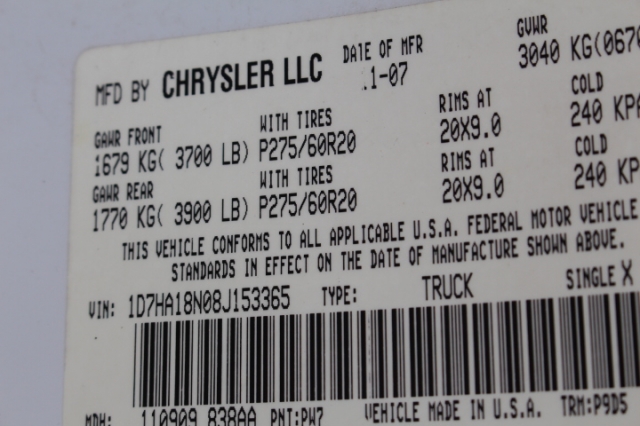 MFD BY CHRYSLER LLC DATE OF MFR GVWR
.1-07 3040 KG(067
GAWR FRONT WITH TIRES RIMS AT COLD
1679 KG( 3700 LB) P275/60R20 20X9.0 240 KPA
GAWR REAR WITH TIRES RIMS AT COLD
1770 KG( 3900 LB) P275/60R20 20X9.0 240 KP
THIS VEHICLE CONFORMS TO ALL APPLICABLE U.S.A. FEDERAL MOTOR VEHICLE
STANDARDS IN EFFECT ON THE DATE OF MANUFACTURE SHOWN ABOVE.
VIN: 1D7HA18N08J153365 TYPE: TRUCK SINGLE X
MDH: 110909 838AA PNT:PW7 VEHICLE MADE IN U.S.A. TRM:P9D5